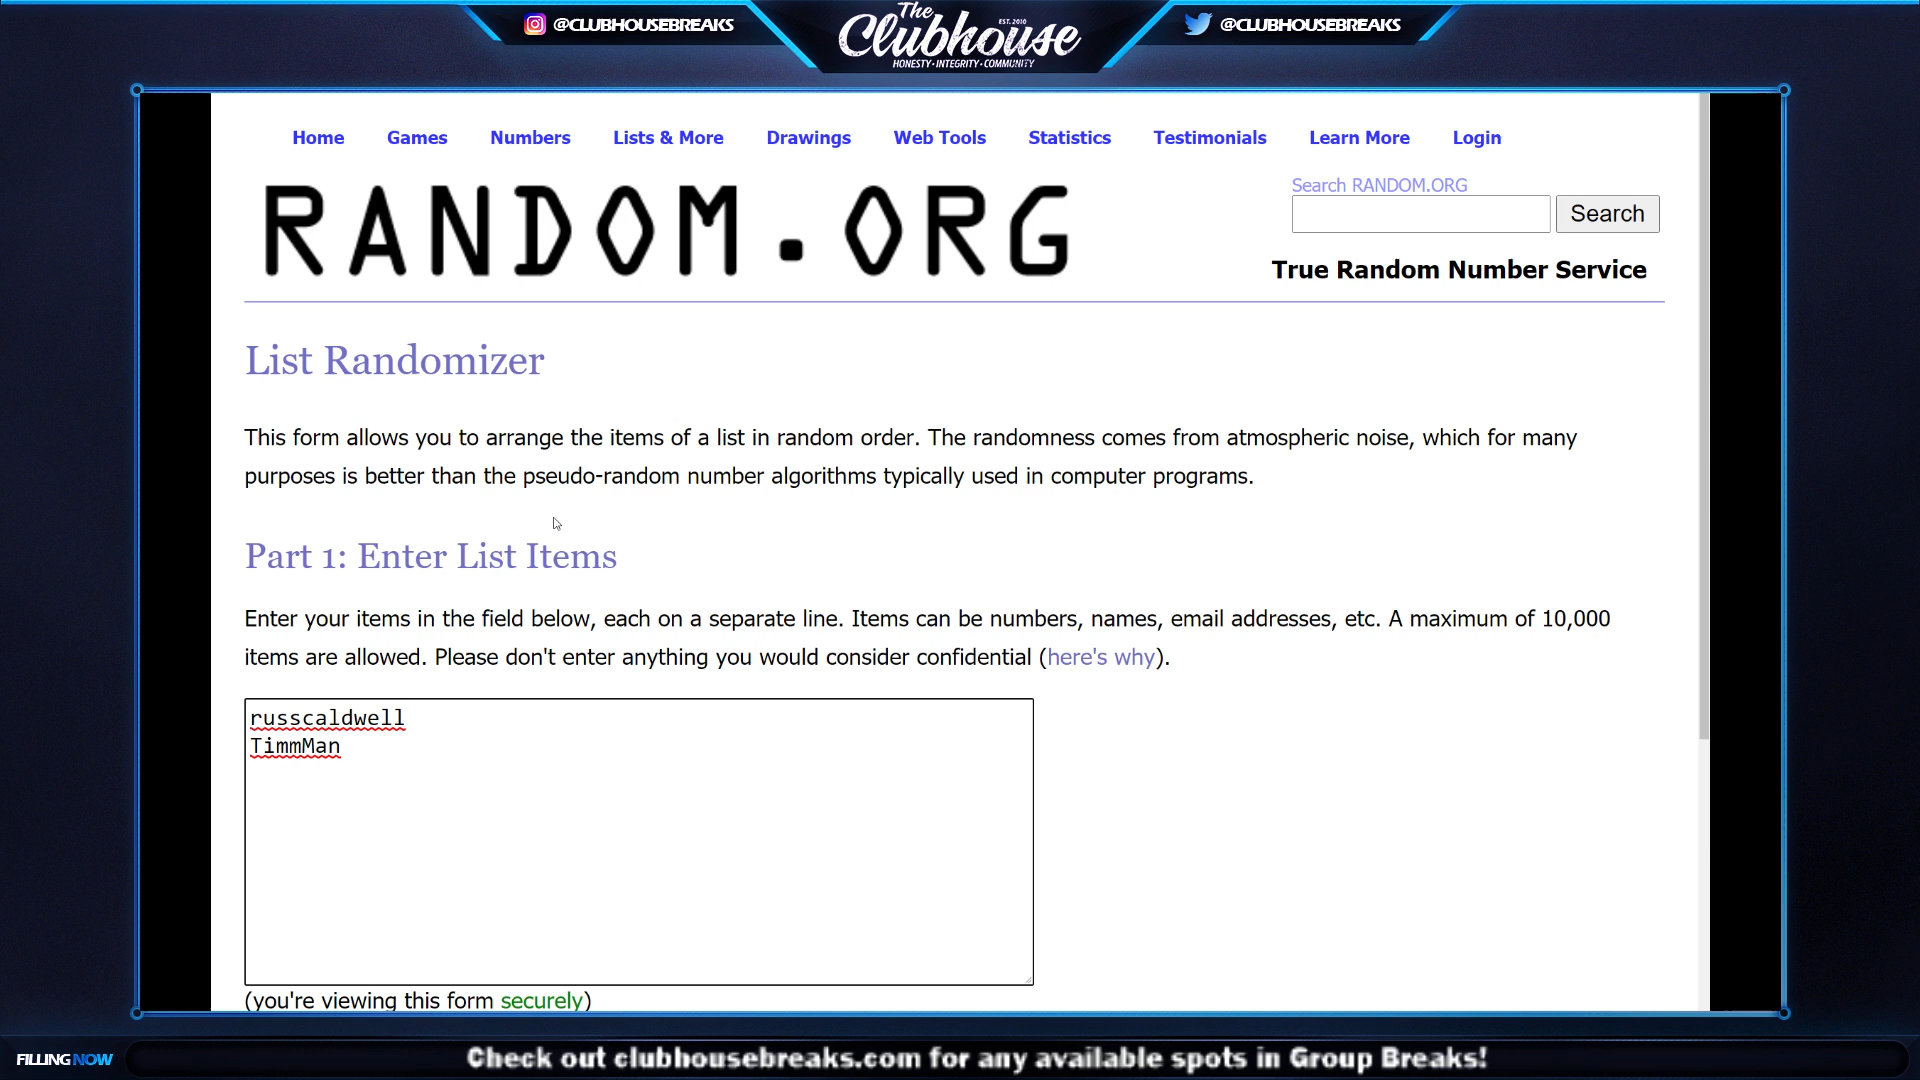 @CLUBHOUSEBREAKS
The
Clubhouse
EST. 2010
HONESTY • INTEGRITY • COMMUNITY
@CLUBHOUSEBREAKS
Home Games Numbers Lists & More Drawings Web Tools Statistics Testimonials Learn More Login
RANDOM.ORG
Search RANDOM.ORG
Search
True Random Number Service
List Randomizer
This form allows you to arrange the items of a list in random order. The randomness comes from atmospheric noise, which for many
purposes is better than the pseudo-random number algorithms typically used in computer programs.
Part 1: Enter List Items
Enter your items in the field below, each on a separate line. Items can be numbers, names, email addresses, etc. A maximum of 10,000
items are allowed. Please don't enter anything you would consider confidential (here's why).
russcaldwell
TimmMan
(you're viewing this form securely)
FILLING NOW
Check out clubhousebreaks.com for any available spots in Group Breaks!